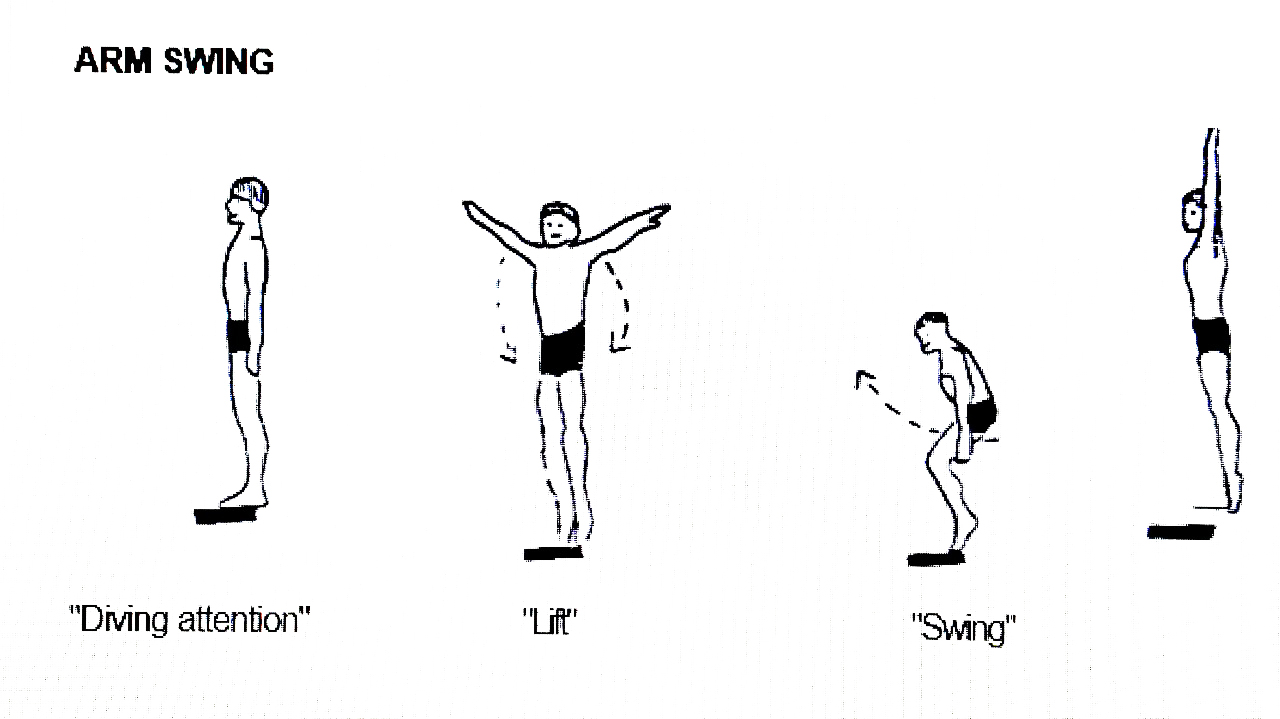 ARM SWING
"Diving attention"
"Lift"
"Swing"